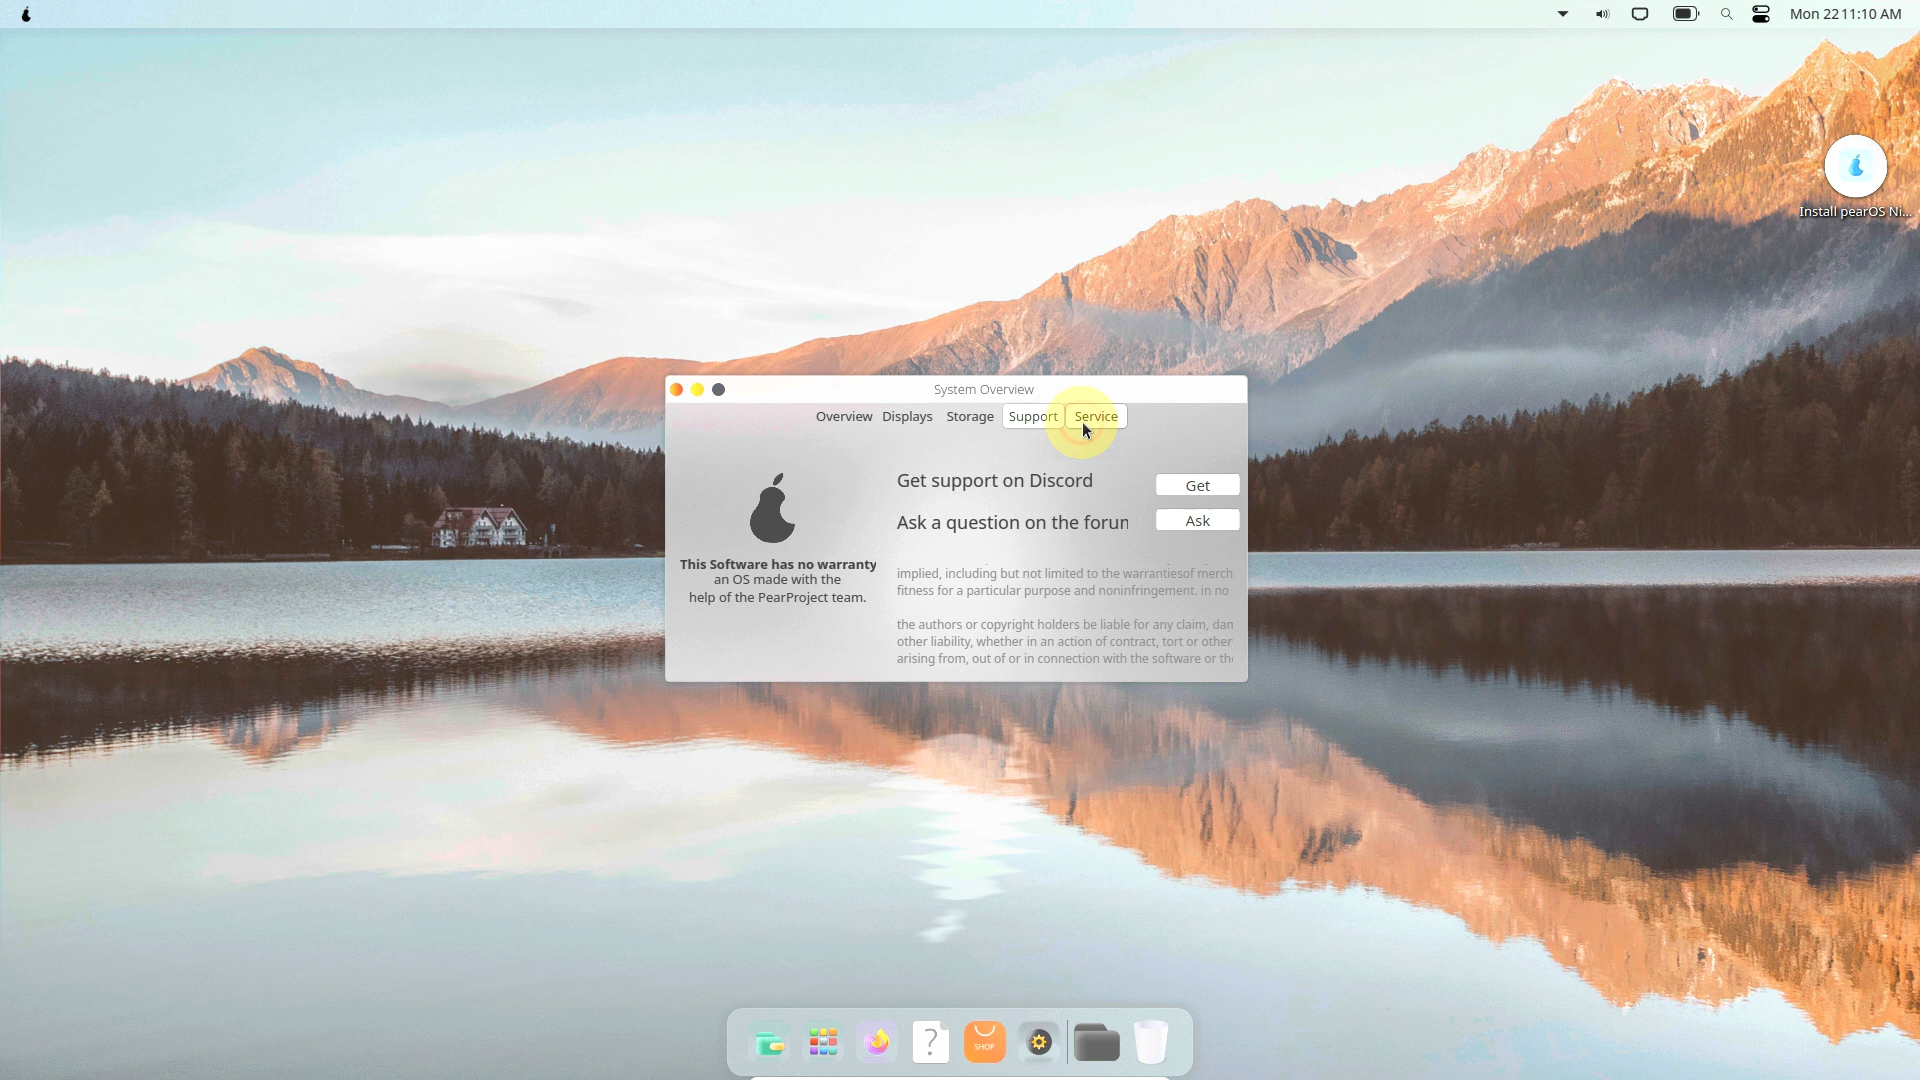 Mon 22 11:10 AM
Install pearOS Ni...
System Overview
Overview Displays Storage Support Service
Get support on Discord
Get
Ask a question on the forun
Ask
This Software has no warranty
an OS made with the
help of the PearProject team.
implied, including but not limited to the warrantiesof merch
fitness for a particular purpose and noninfringement. in no
the authors or copyright holders be liable for any claim, dan
other liability, whether in an action of contract, tort or other
arising from, out of or in connection with the software or the
?
SHOP